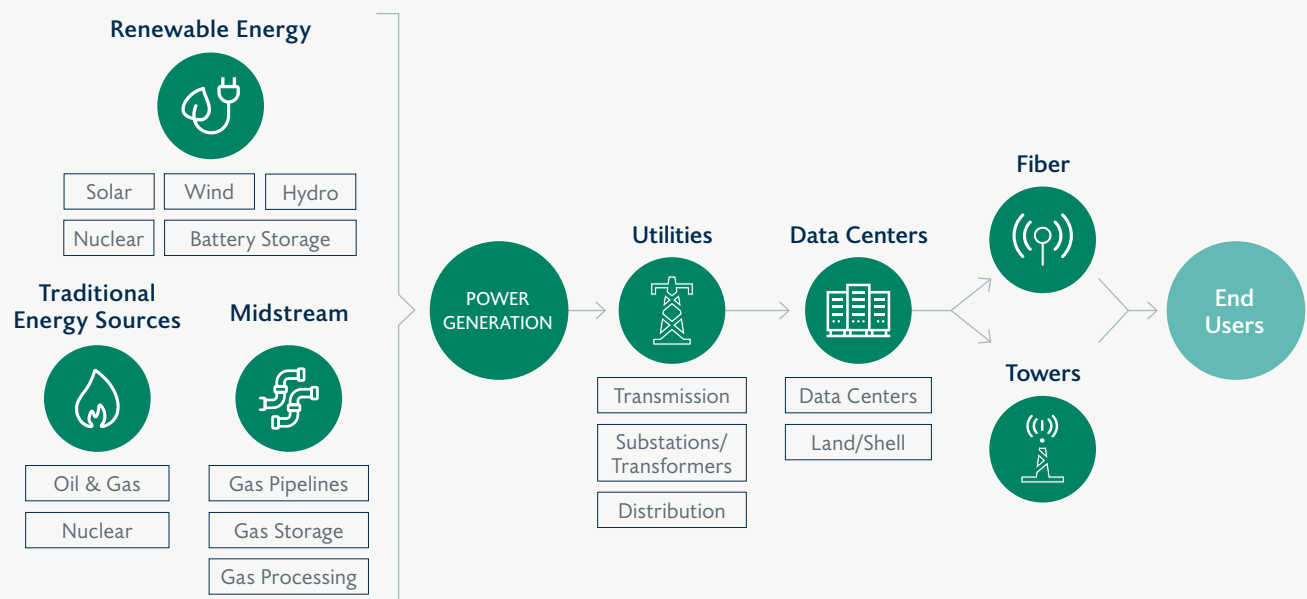 Renewable Energy
Solar
Wind
Hydro
Nuclear
Battery Storage
Traditional
Energy Sources
Oil & Gas
Nuclear
Midstream
Gas Pipelines
Gas Storage
Gas Processing
POWER
GENERATION
Utilities
Transmission
Substations/
Transformers
Distribution
Data Centers
Data Centers
Land/Shell
Fiber
Towers
End
Users